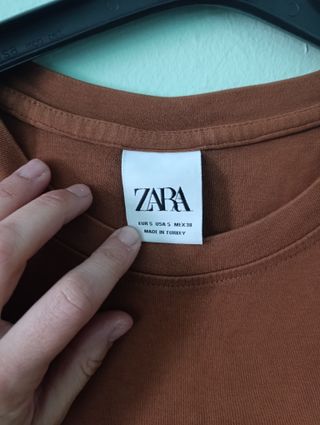 ZARA
EUR S USA S MEX 38
MADE IN TURKEY